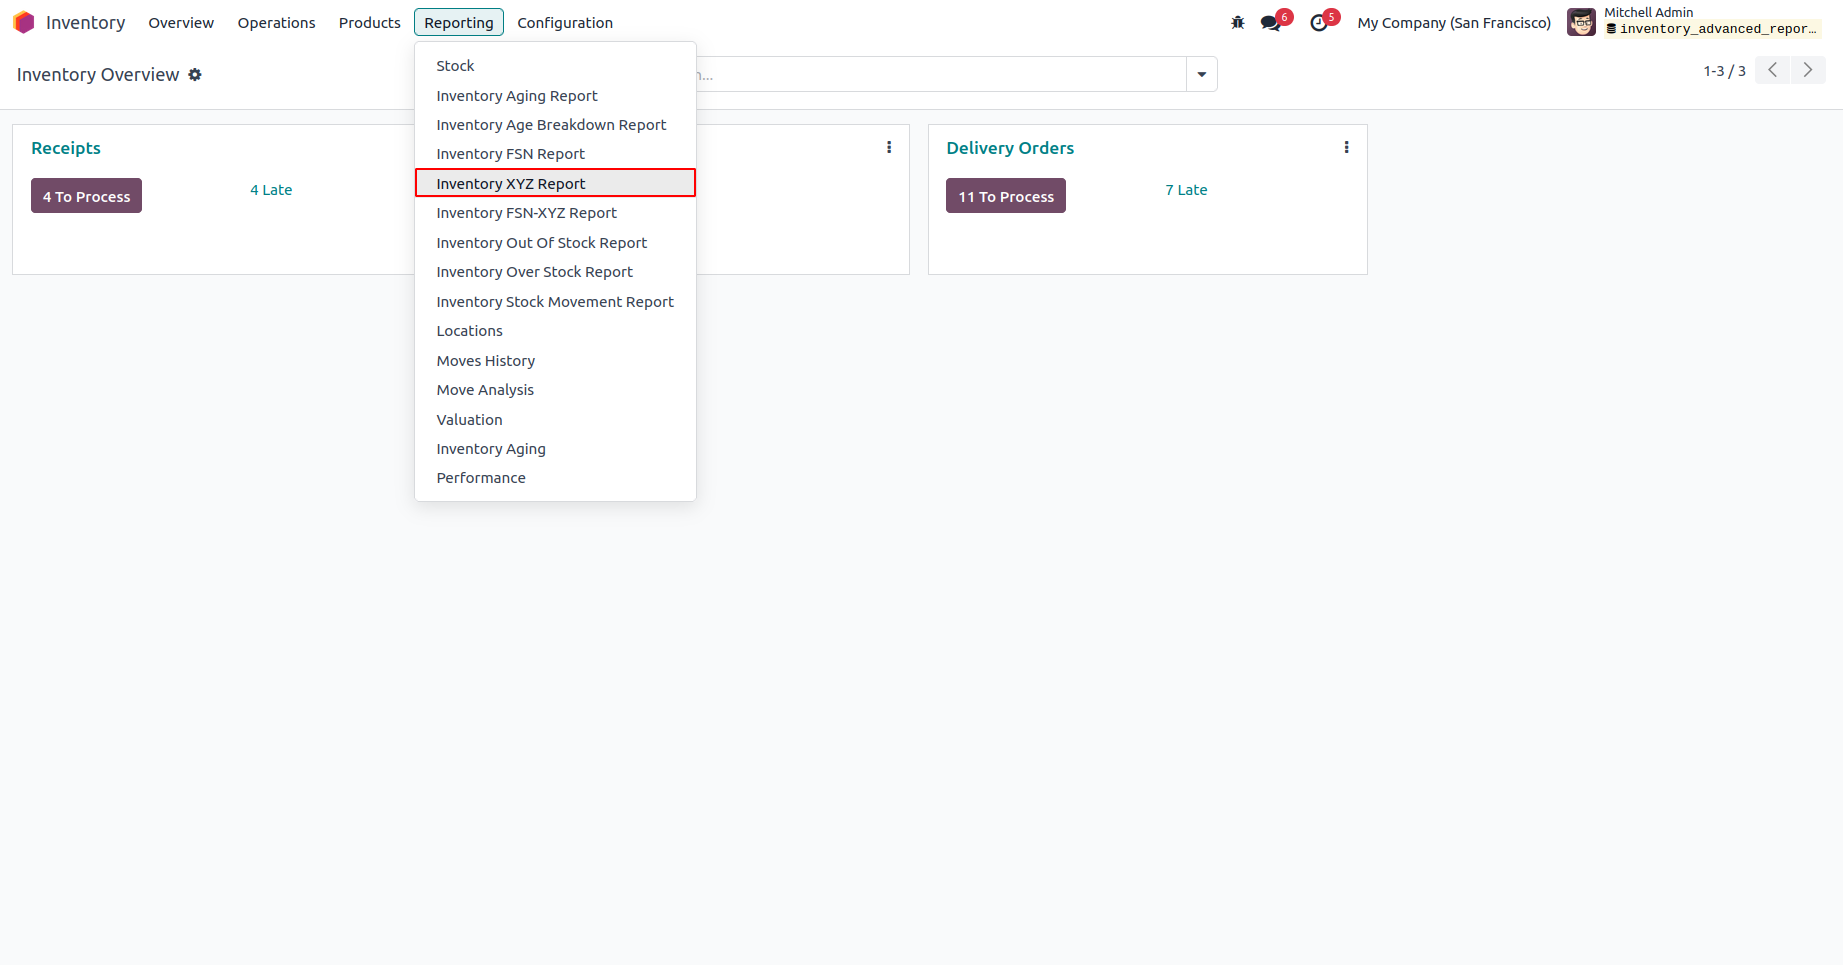 Inventory Overview Operations Products Reporting Configuration 6 5 My Company (San Francisco) Mitchell Admin
inventory_advanced_repor...
Inventory Overview
1-3 / 3
Stock
Inventory Aging Report
Inventory Age Breakdown Report
Inventory FSN Report
Inventory XYZ Report
Inventory FSN-XYZ Report
Inventory Out Of Stock Report
Inventory Over Stock Report
Inventory Stock Movement Report
Locations
Moves History
Move Analysis
Valuation
Inventory Aging
Performance
Receipts
4 To Process 4 Late
Delivery Orders
11 To Process 7 Late